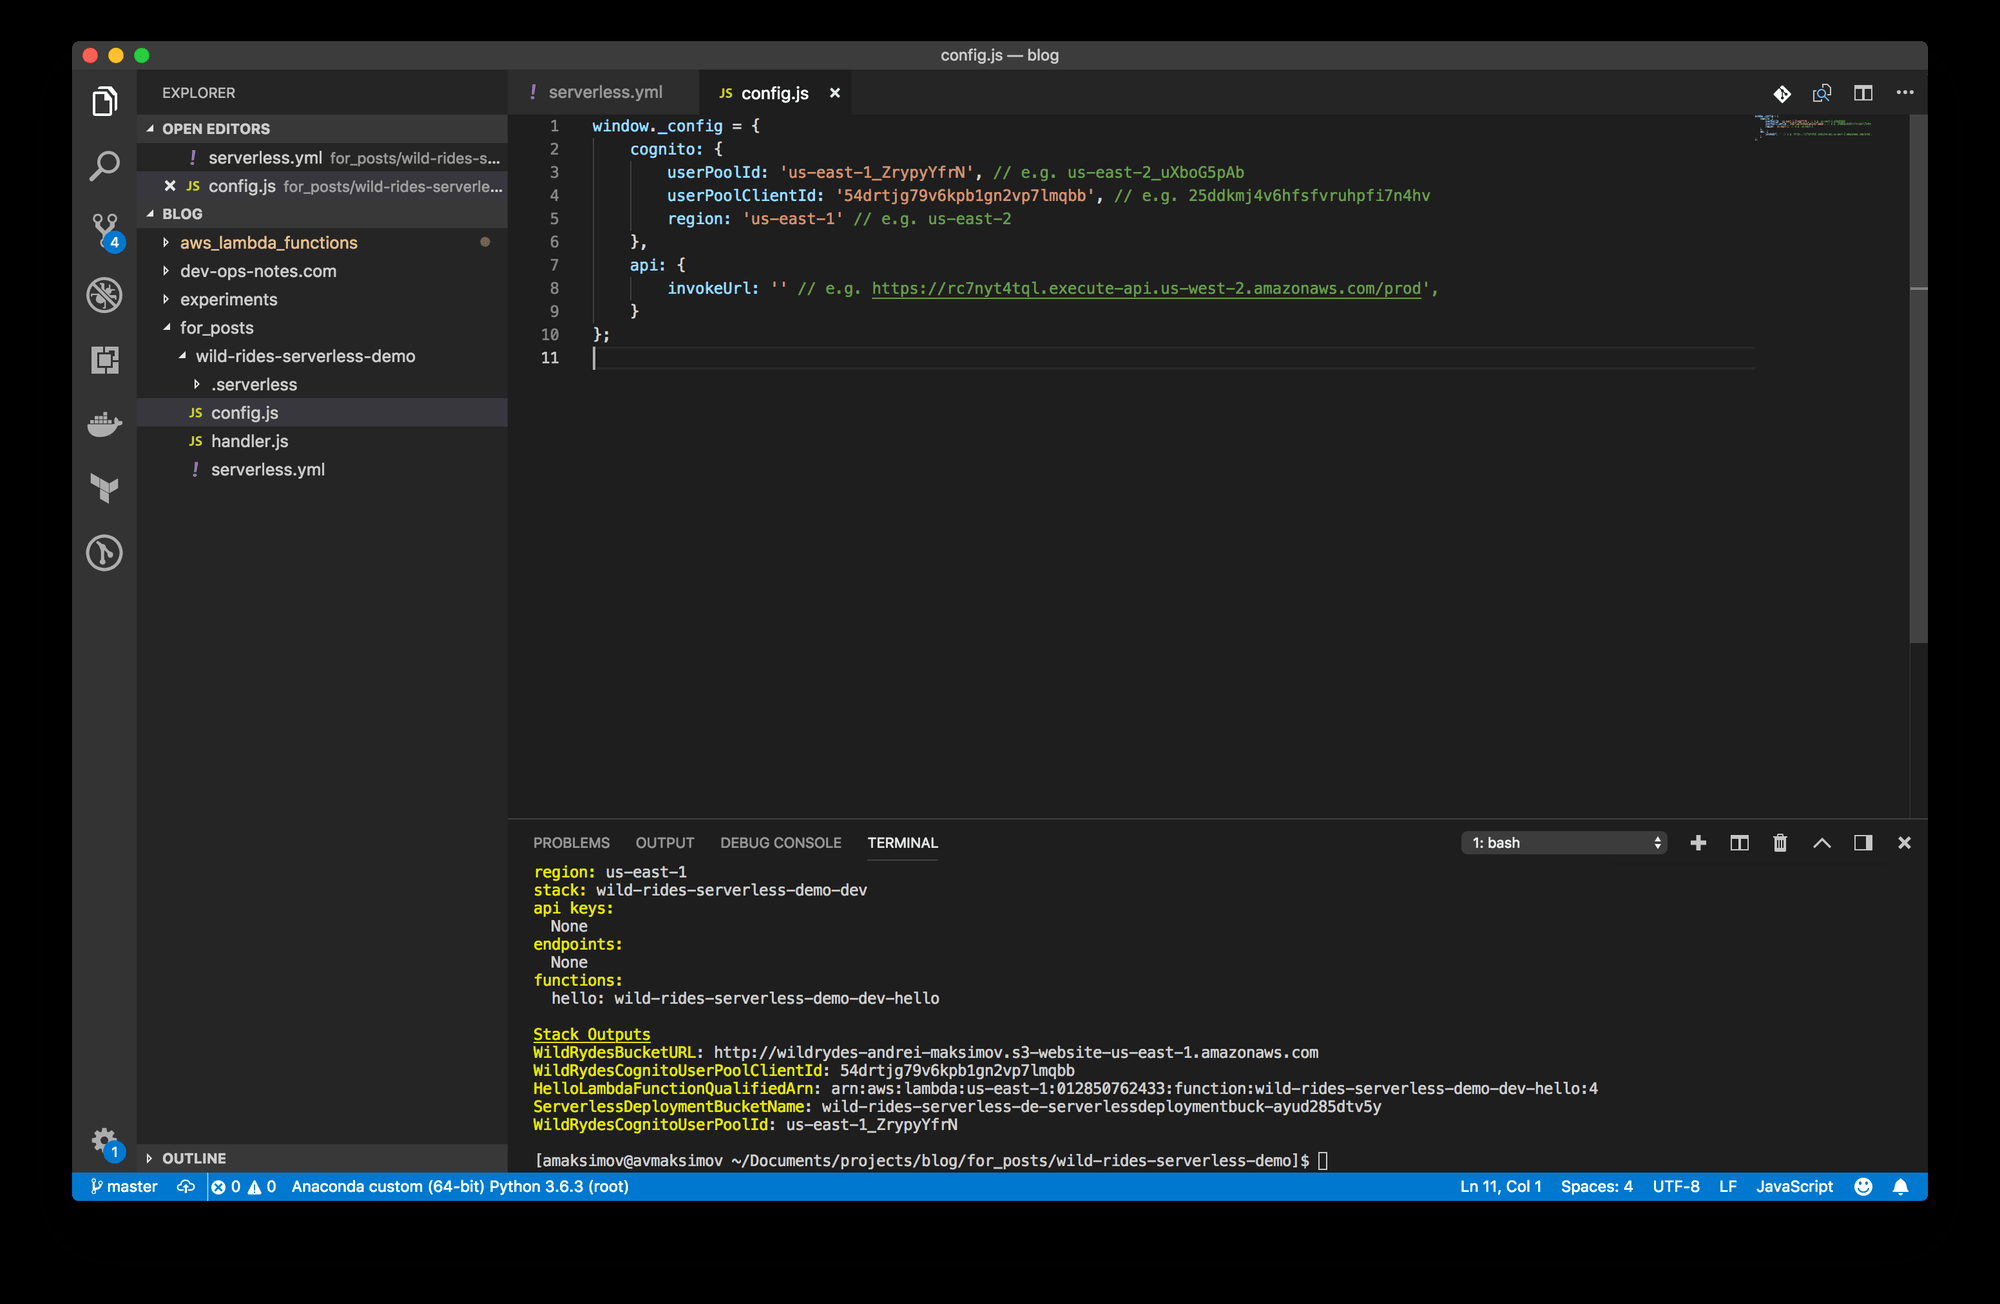 config.js — blog
EXPLORER
OPEN EDITORS
! serverless.yml for_posts/wild-rides-s...
JS config.js for_posts/wild-rides-serverle...
BLOG
aws_lambda_functions
dev-ops-notes.com
experiments
for_posts
wild-rides-serverless-demo
.serverless
JS config.js
JS handler.js
! serverless.yml
OUTLINE
4
1
! serverless.yml
JS config.js
1 window._config = {
2 cognito: {
3 userPoolId: 'us-east-1_ZrypyYfrN', // e.g. us-east-2_uXboG5pAb
4 userPoolClientId: '54drtjg79v6kpb1gn2vp7lmqbb', // e.g. 25ddkmj4v6hfsfvruhpfi7n4hv
5 region: 'us-east-1' // e.g. us-east-2
6 },
7 api: {
8 invokeUrl: '' // e.g. https://rc7nyt4tql.execute-api.us-west-2.amazonaws.com/prod',
9 }
10 };
11
PROBLEMS OUTPUT DEBUG CONSOLE TERMINAL
1: bash
region: us-east-1
stack: wild-rides-serverless-demo-dev
api keys:
None
endpoints:
None
functions:
hello: wild-rides-serverless-demo-dev-hello
Stack Outputs
WildRydesBucketURL: http://wildrydes-andrei-maksimov.s3-website-us-east-1.amazonaws.com
WildRydesCognitoUserPoolClientId: 54drtjg79v6kpb1gn2vp7lmqbb
HelloLambdaFunctionQualifiedArn: arn:aws:lambda:us-east-1:012850762433:function:wild-rides-serverless-demo-dev-hello:4
ServerlessDeploymentBucketName: wild-rides-serverless-de-serverlessdeploymentbuck-ayud285dtv5y
WildRydesCognitoUserPoolId: us-east-1_ZrypyYfrN
[amaksimov@avmaksimov ~/Documents/projects/blog/for_posts/wild-rides-serverless-demo]$
master 0 0 Anaconda custom (64-bit) Python 3.6.3 (root) Ln 11, Col 1 Spaces: 4 UTF-8 LF JavaScript